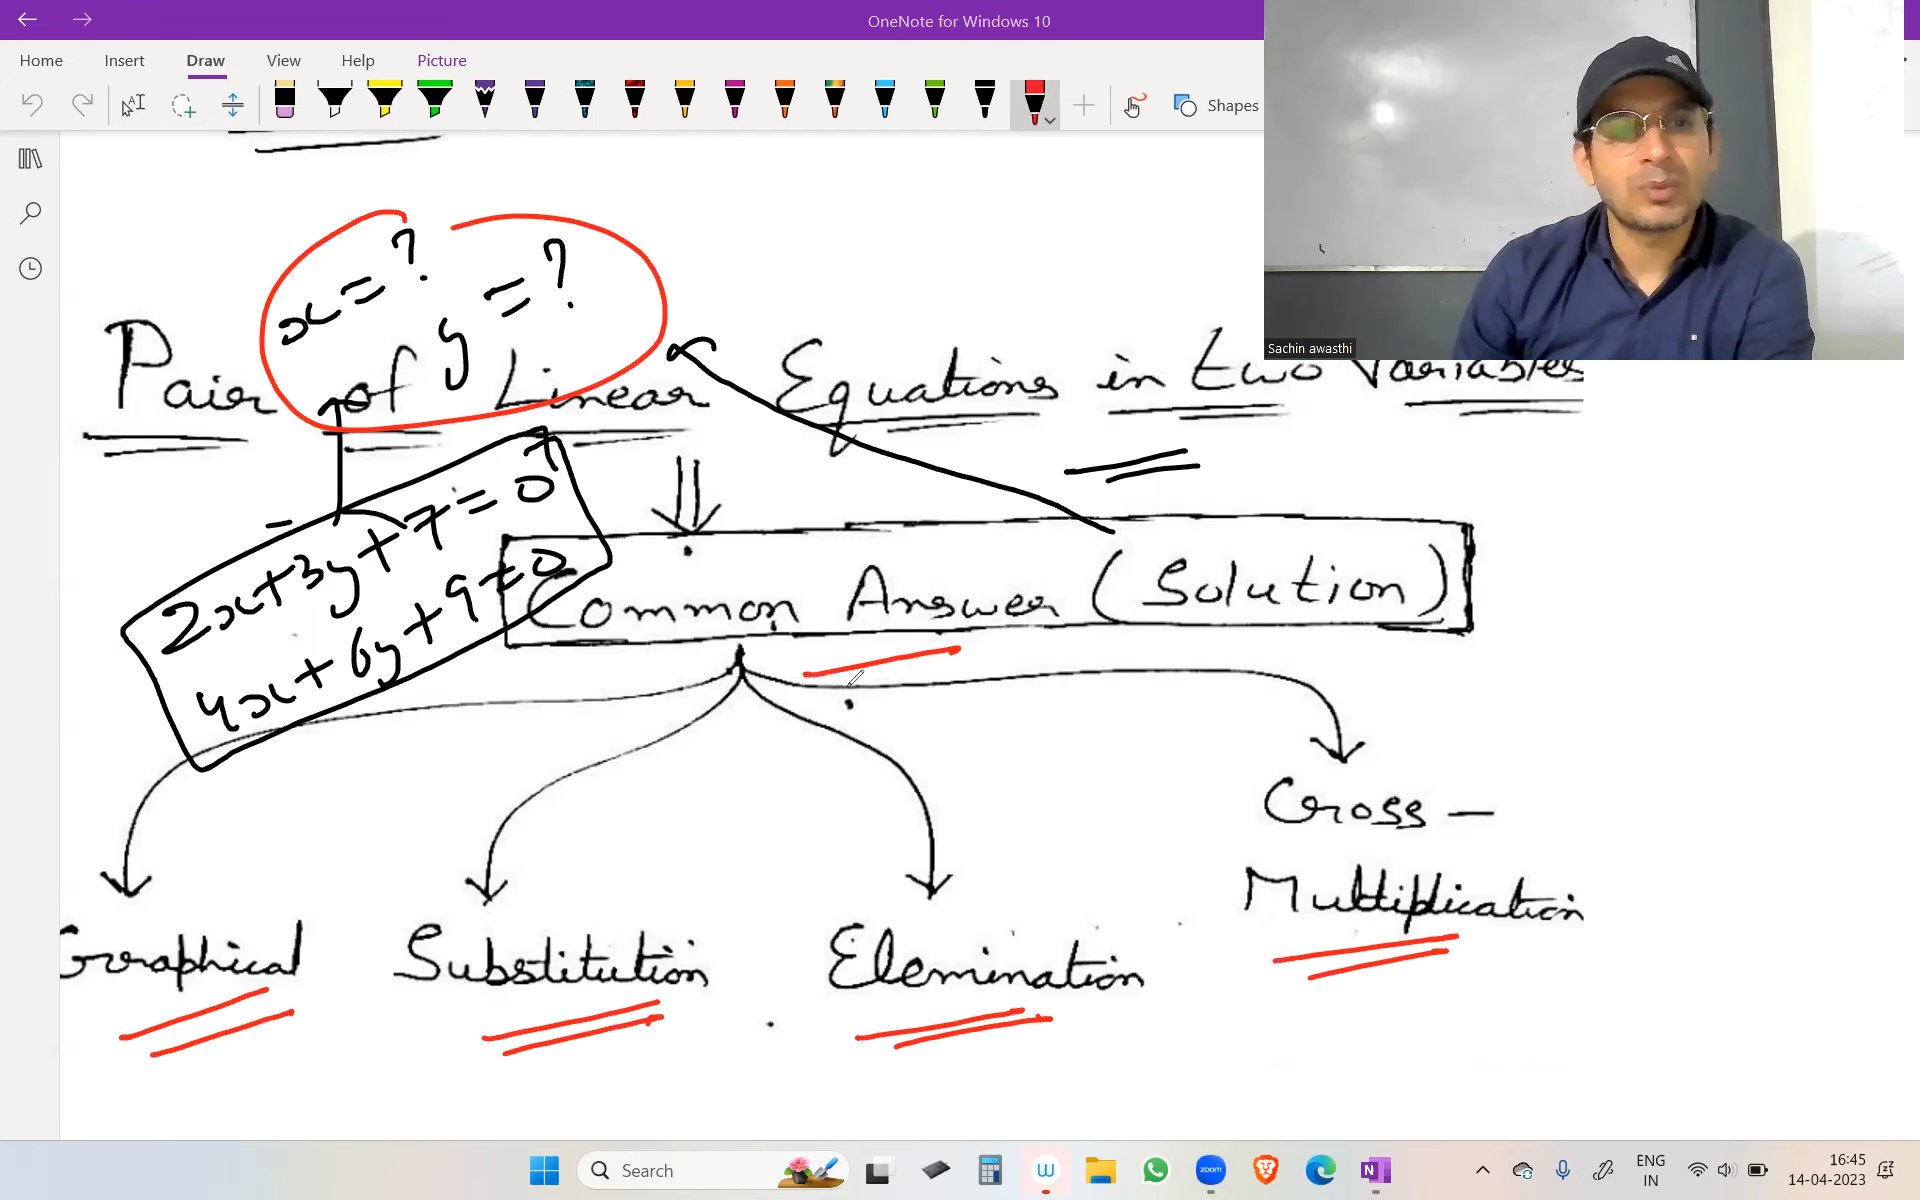 OneNote for Windows 10
Home Insert Draw View Help Picture
Shapes
x = ?
y = ?
Pair of Linear Equations in two Variables
2x+3y+7=0
4x+6y+9=0
Common Answer (Solution)
Sachin awasthi
Cross -
Multiplication
Graphical Substitution Elemination
Search
zoom
ENG
IN
16:45
14-04-2023